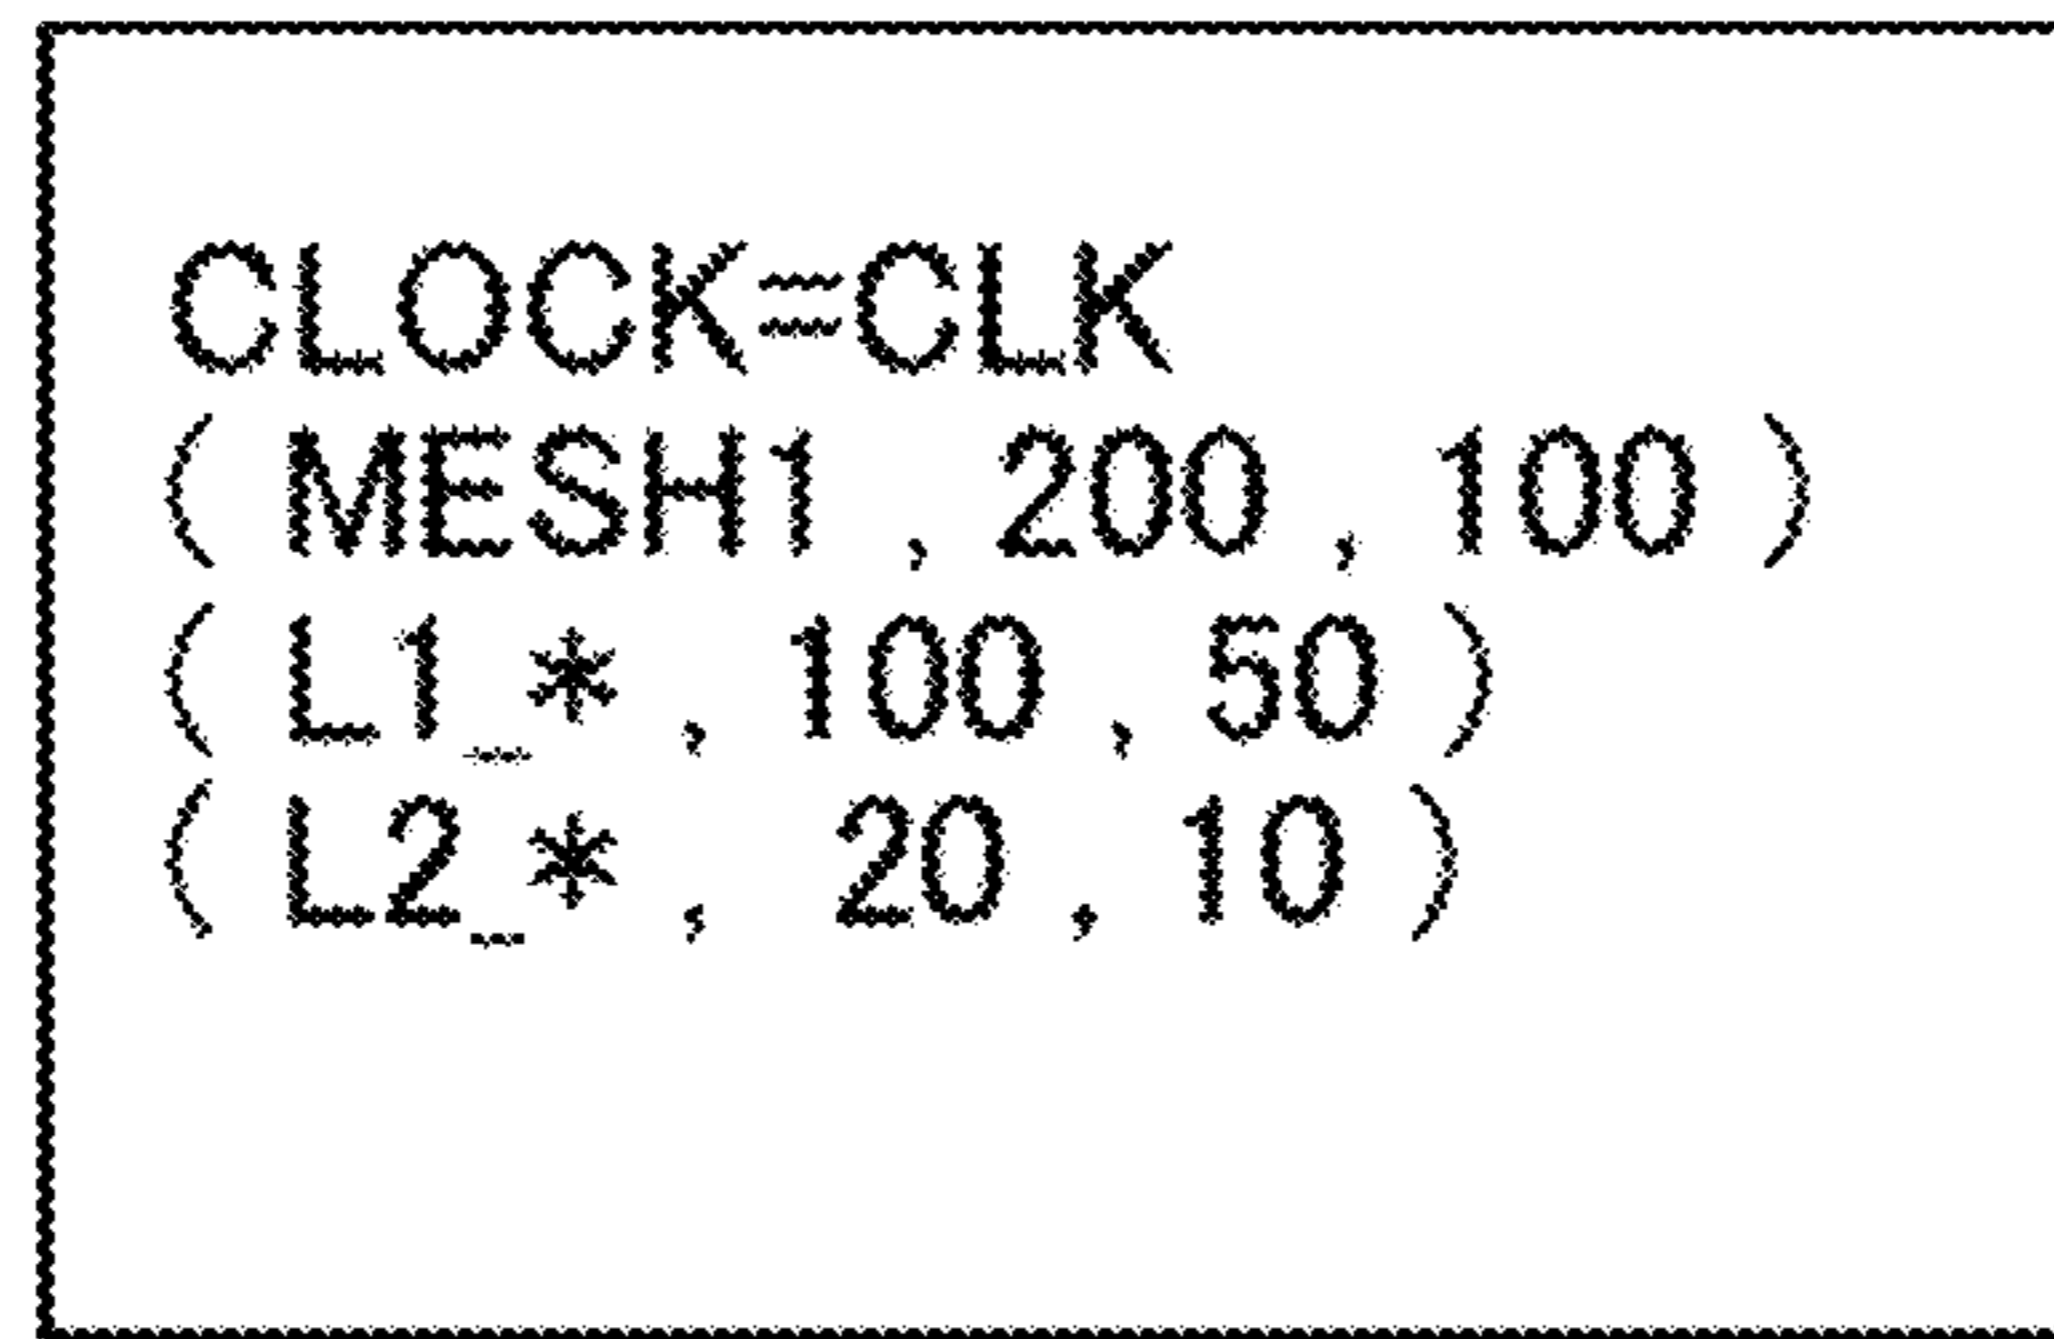 CLOCK=CLK
( MESH1 , 200 , 100 )
( L1_* , 100 , 50 )
( L2_* , 20 , 10 )